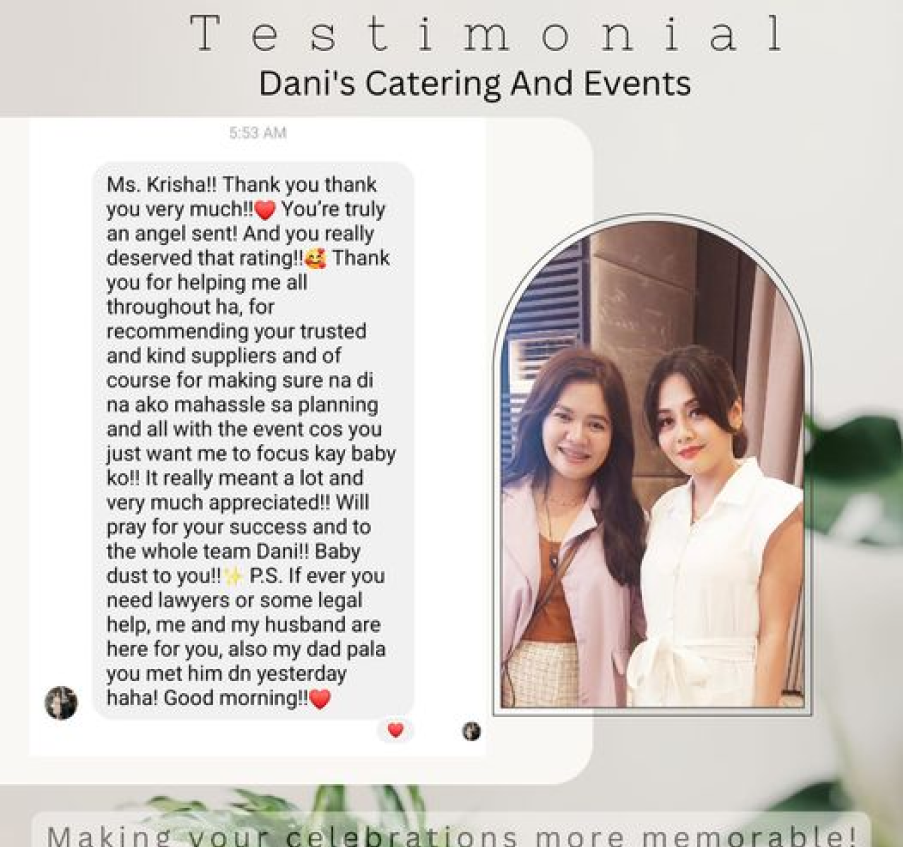 Testimonial
Dani's Catering And Events
5:53 AM
Ms. Krisha!! Thank you thank
you very much!!❤️ You're truly
an angel sent! And you really
deserved that rating!!🥰 Thank
you for helping me all
throughout ha, for
recommending your trusted
and kind suppliers and of
course for making sure na di
na ako mahassle sa planning
and all with the event cos you
just want me to focus kay baby
ko!! It really meant a lot and
very much appreciated!! Will
pray for your success and to
the whole team Dani!! Baby
dust to you!!✨ P.S. If ever you
need lawyers or some legal
help, me and my husband are
here for you, also my dad pala
you met him dn yesterday
haha! Good morning!!❤️
Making your celebrations more memorable!